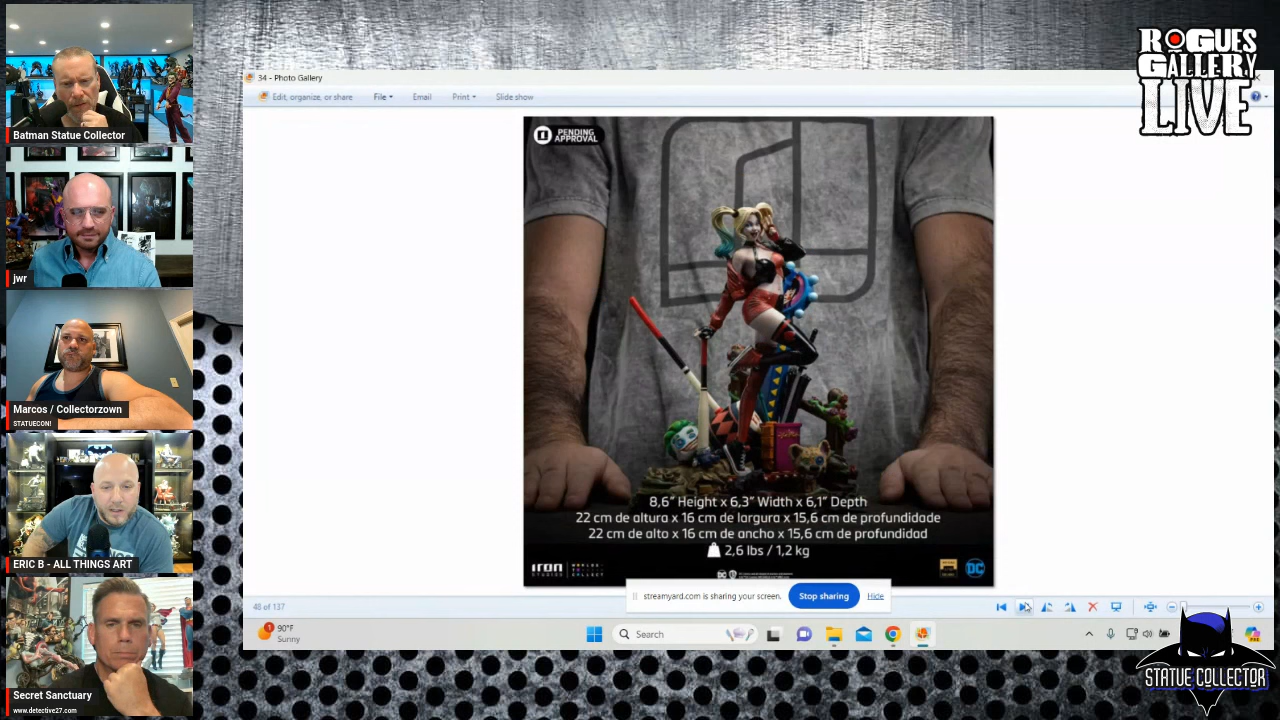 ROGUES
GALLERY
LIVE
34 - Photo Gallery
Edit, organize, or share
File
Email
Print
Slide show
PENDING
APPROVAL
8,6" Height x 6,3" Width x 6,1" Depth
22 cm de altura x 16 cm de largura x 15,6 cm de profundidade
22 cm de alto x 16 cm de ancho x 15,6 cm de profundidad
2,6 lbs / 1,2 kg
IRON
STUDIOS
DC
streamyard.com is sharing your screen.
Stop sharing
Hide
48 of 137
1
90°F
Sunny
Search
STATUE COLLECTOR
Batman Statue Collector
jwr
Marcos / Collectorzown
STATUECON!
ERIC B - ALL THINGS ART
Secret Sanctuary
www.detective27.com